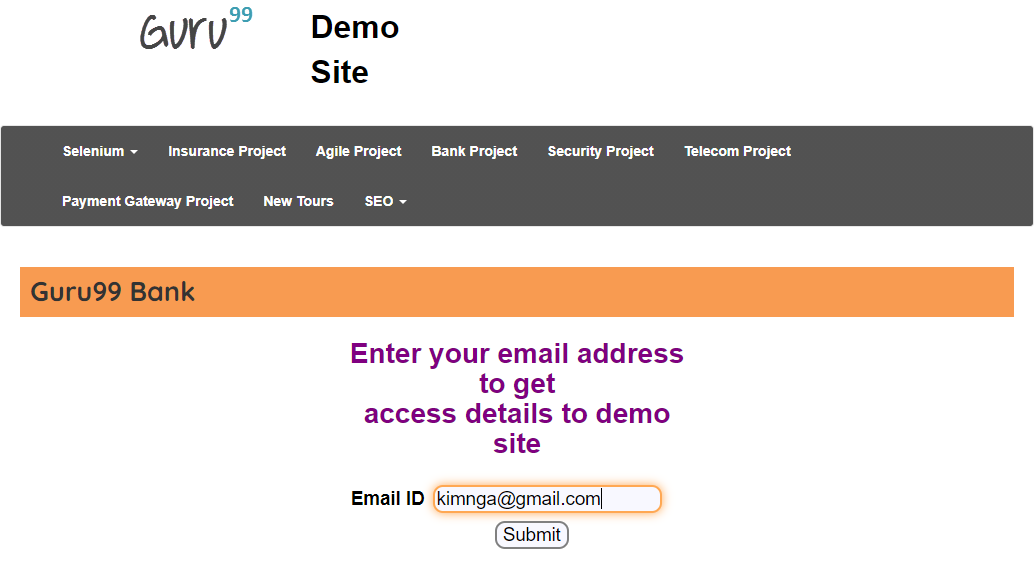 Guru99
Demo
Site
Selenium Insurance Project Agile Project Bank Project Security Project Telecom Project
Payment Gateway Project New Tours SEO
Guru99 Bank
Enter your email address
to get
access details to demo
site
Email ID kimnga@gmail.com
Submit